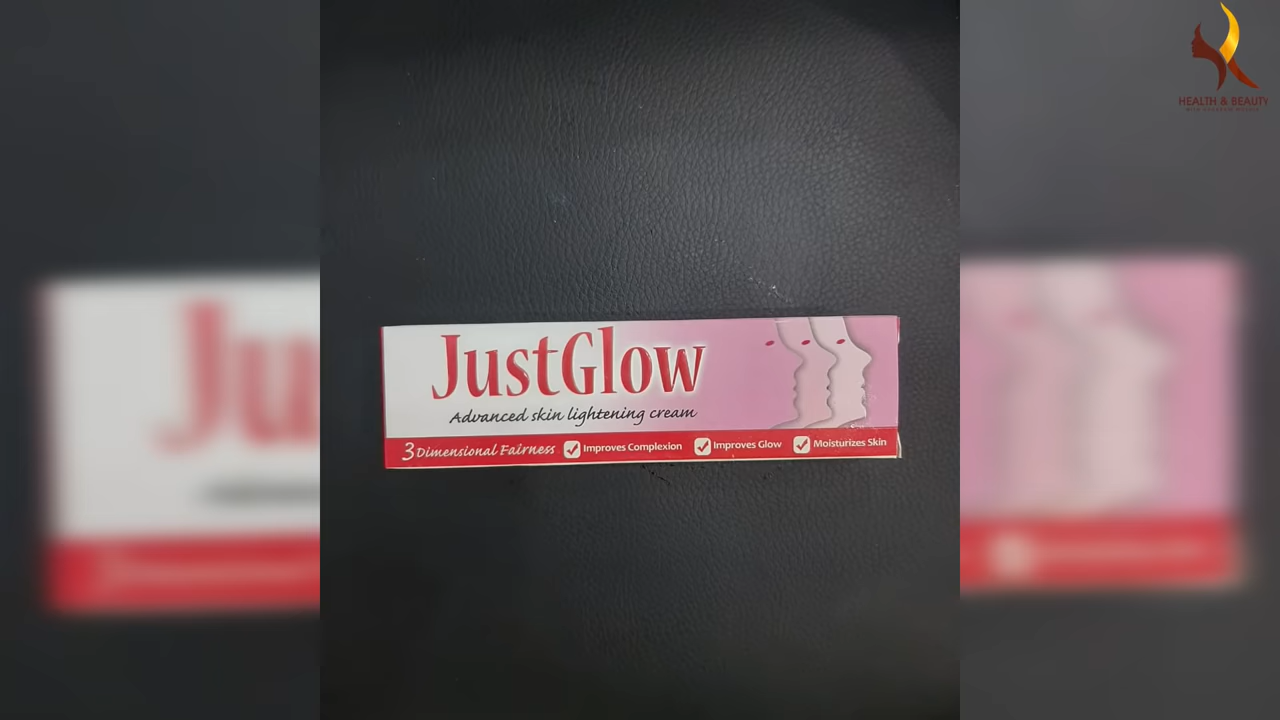 HEALTH & BEAUTY
JustGlow
Advanced skin lightening cream
3 Dimensional Fairness Improves Complexion Improves Glow Moisturizes Skin